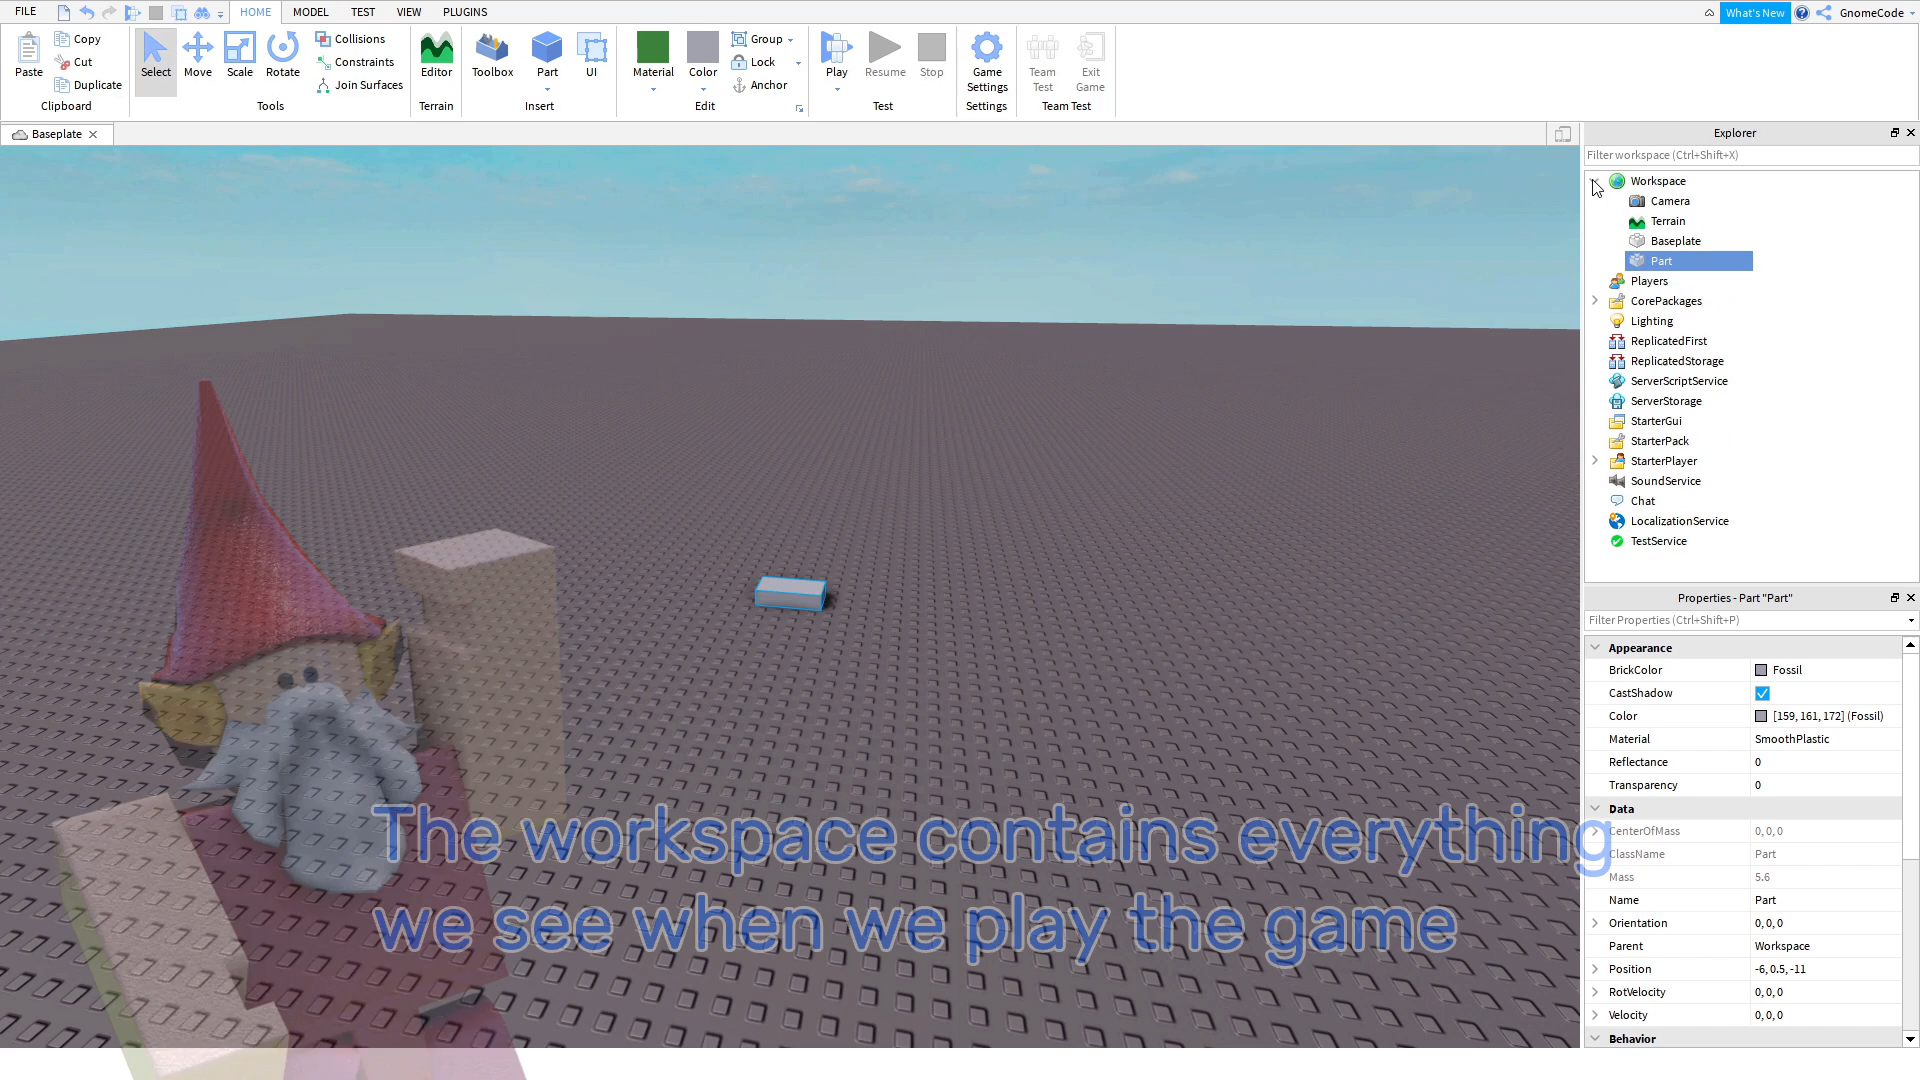 FILE HOME MODEL TEST VIEW PLUGINS What's New GnomeCode
Copy Collisions Group
Cut Constraints Lock
Duplicate Join Surfaces Anchor
Paste Select Move Scale Rotate Editor Toolbox Part UI Material Color Play Resume Stop Game Settings Team Test Exit Game
Clipboard Tools Terrain Insert Edit Test Settings Team Test
Baseplate
Explorer
Filter workspace (Ctrl+Shift+X)
Workspace
Camera
Terrain
Baseplate
Part
Players
CorePackages
Lighting
ReplicatedFirst
ReplicatedStorage
ServerScriptService
ServerStorage
StarterGui
StarterPack
StarterPlayer
SoundService
Chat
LocalizationService
TestService
Properties - Part "Part"
Filter Properties (Ctrl+Shift+P)
Appearance
BrickColor Fossil
CastShadow
Color [159, 161, 172] (Fossil)
Material SmoothPlastic
Reflectance 0
Transparency 0
Data
CenterOfMass 0, 0, 0
ClassName Part
Mass 5.6
Name Part
Orientation 0, 0, 0
Parent Workspace
Position -6, 0.5, -11
RotVelocity 0, 0, 0
Velocity 0, 0, 0
Behavior
The workspace contains everything
we see when we play the game